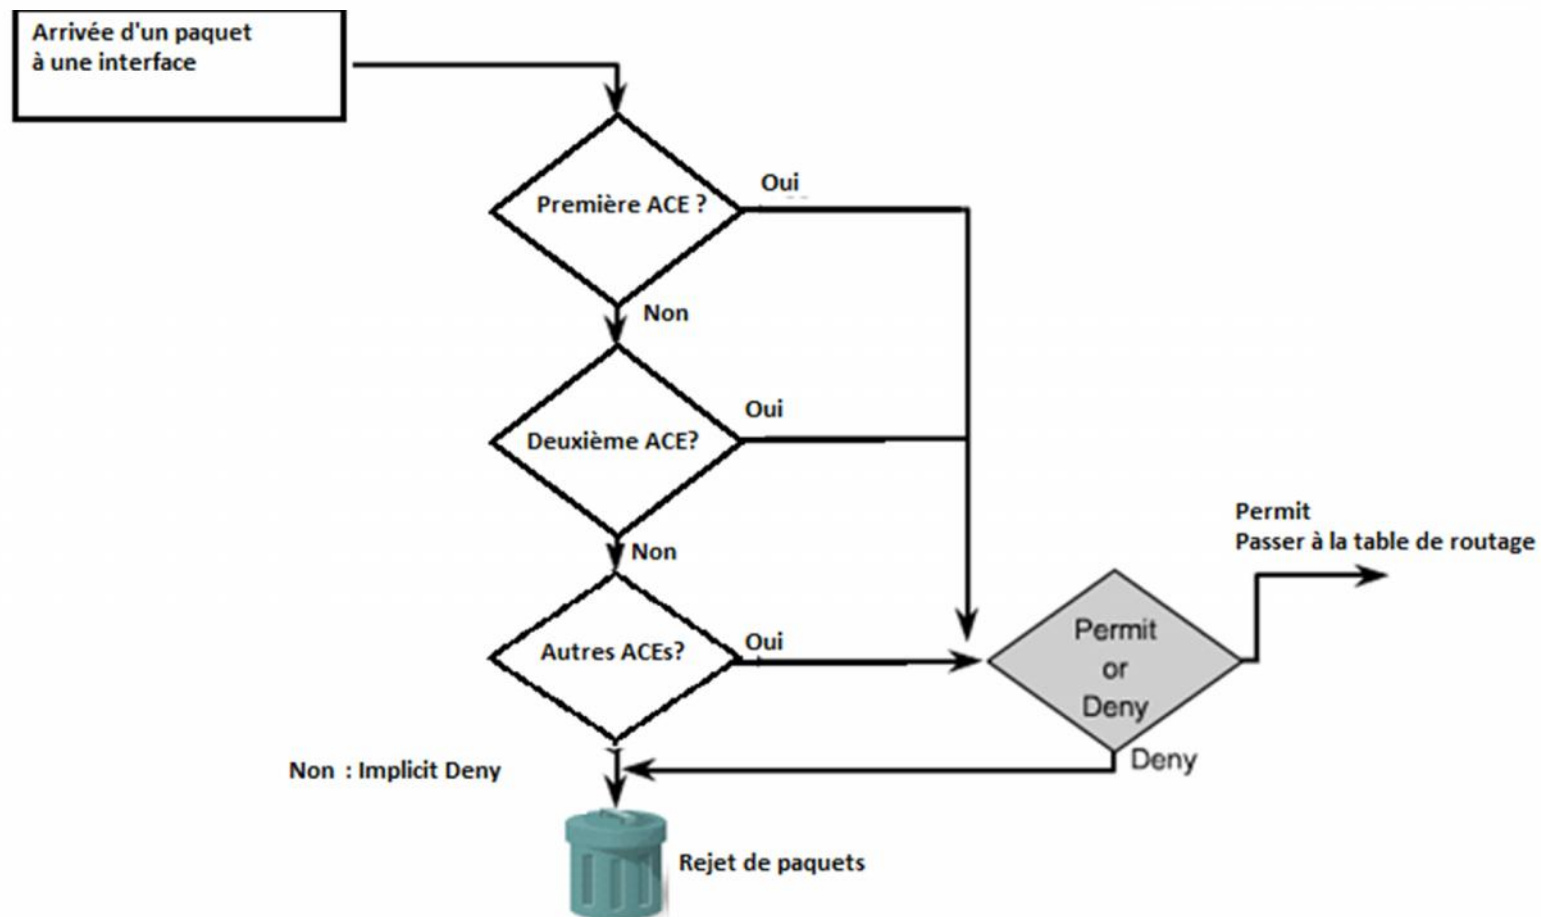 Arrivée d'un paquet
à une interface
Première ACE ?
Oui
Non
Deuxième ACE?
Oui
Non
Autres ACEs?
Oui
Permit
or
Deny
Permit
Passer à la table de routage
Deny
Non : Implicit Deny
Rejet de paquets